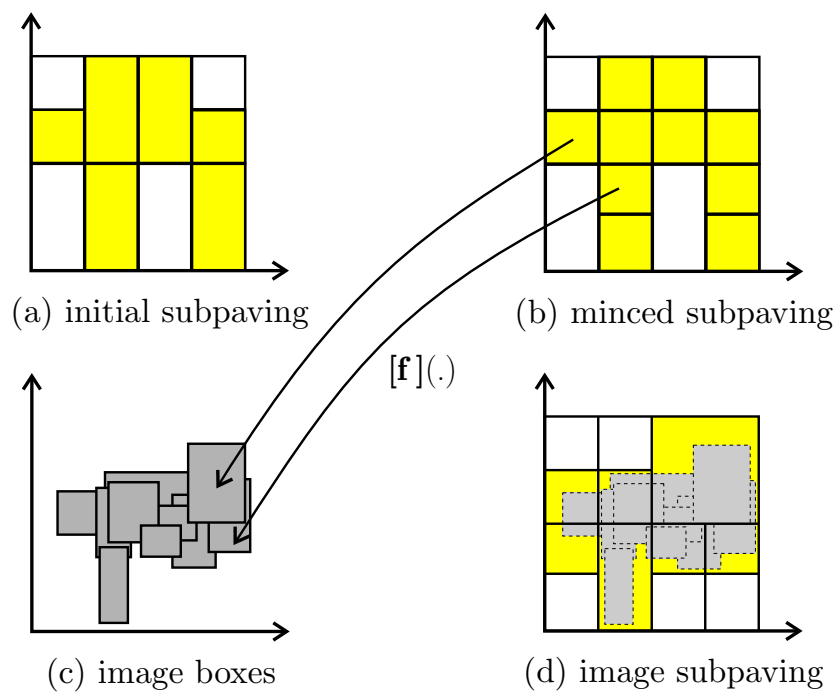 (a) initial subpaving
(b) minced subpaving
[f ](.)
(c) image boxes
(d) image subpaving